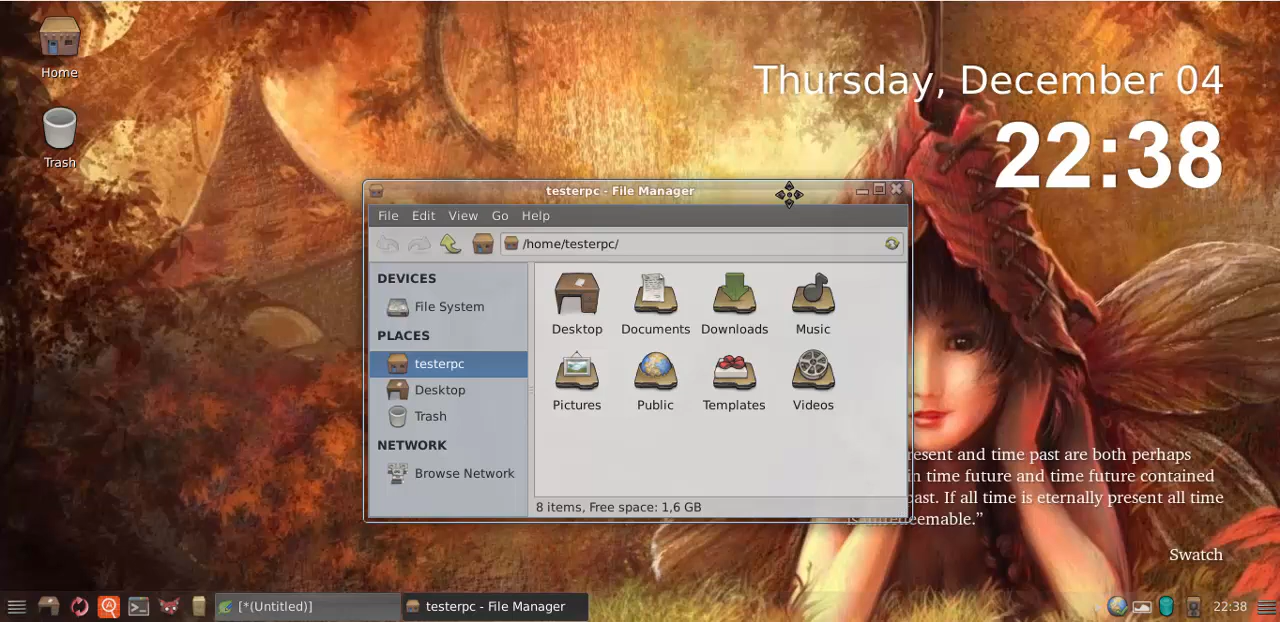 Home
Trash
Thursday, December 04
22:38
testerpc - File Manager
File Edit View Go Help
/home/testerpc/
DEVICES
File System
PLACES
testerpc
Desktop
Trash
NETWORK
Browse Network
Desktop Documents Downloads Music
Pictures Public Templates Videos
8 items, Free space: 1,6 GB
and time past are both perhaps
time future and time future contained
If all time is eternally present all time
is unredeemable.”
Swatch
[*(Untitled)]
testerpc - File Manager
22:38